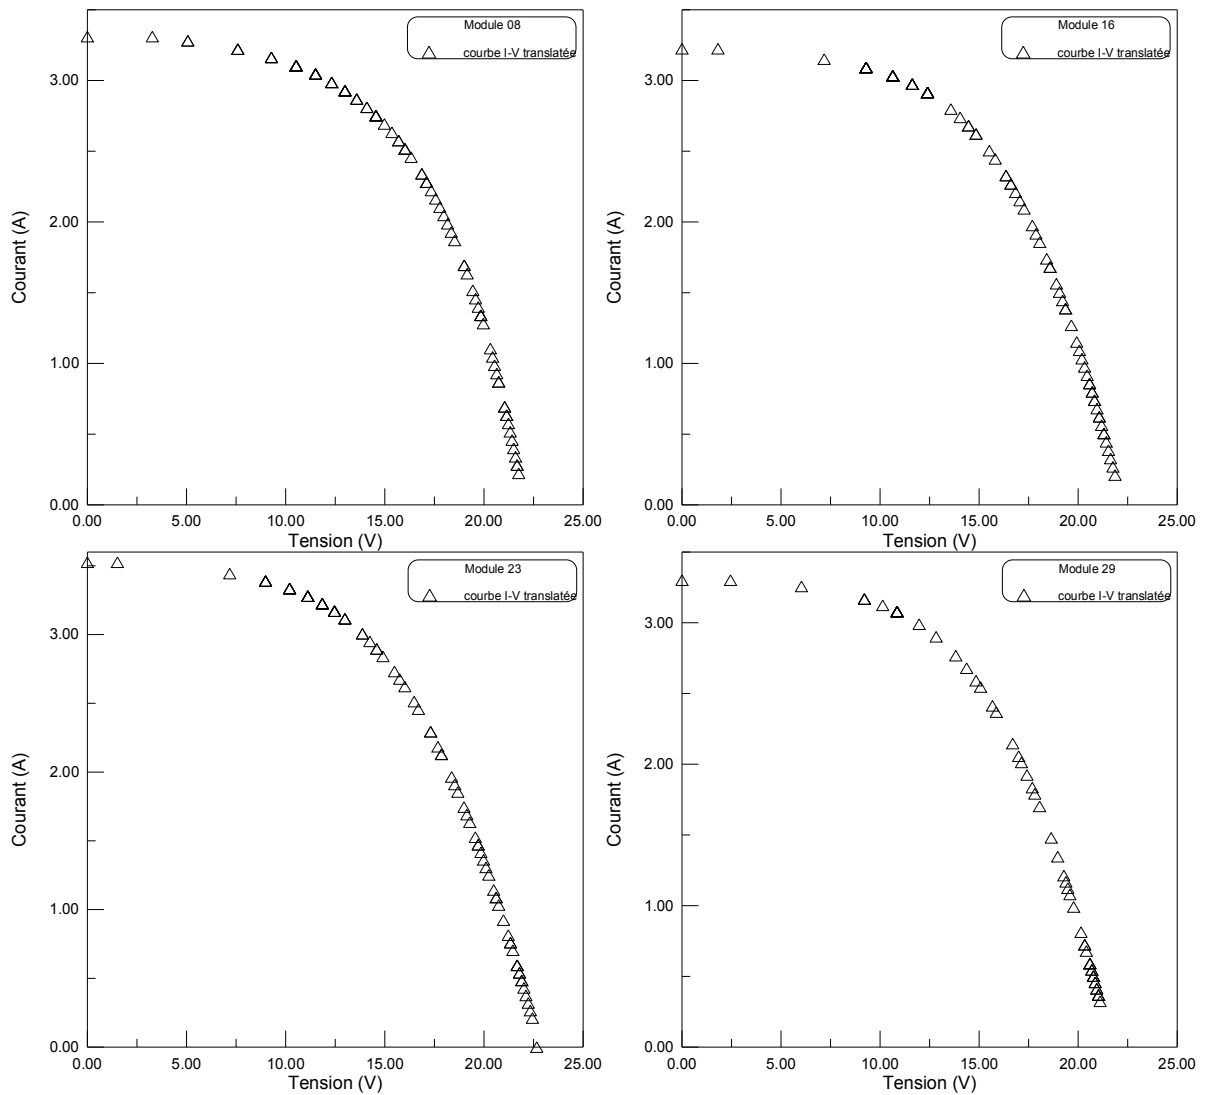 Module 08
courbe I-V translatée
3.00
2.00
1.00
0.00
Courant (A)
0.00 5.00 10.00 15.00 20.00 25.00
Tension (V)
Module 16
courbe I-V translatée
3.00
2.00
1.00
0.00
Courant (A)
0.00 5.00 10.00 15.00 20.00 25.00
Tension (V)
Module 23
courbe I-V translatée
3.00
2.00
1.00
0.00
Courant (A)
0.00 5.00 10.00 15.00 20.00 25.00
Tension (V)
Module 29
courbe I-V translatée
3.00
2.00
1.00
0.00
Courant (A)
0.00 5.00 10.00 15.00 20.00 25.00
Tension (V)